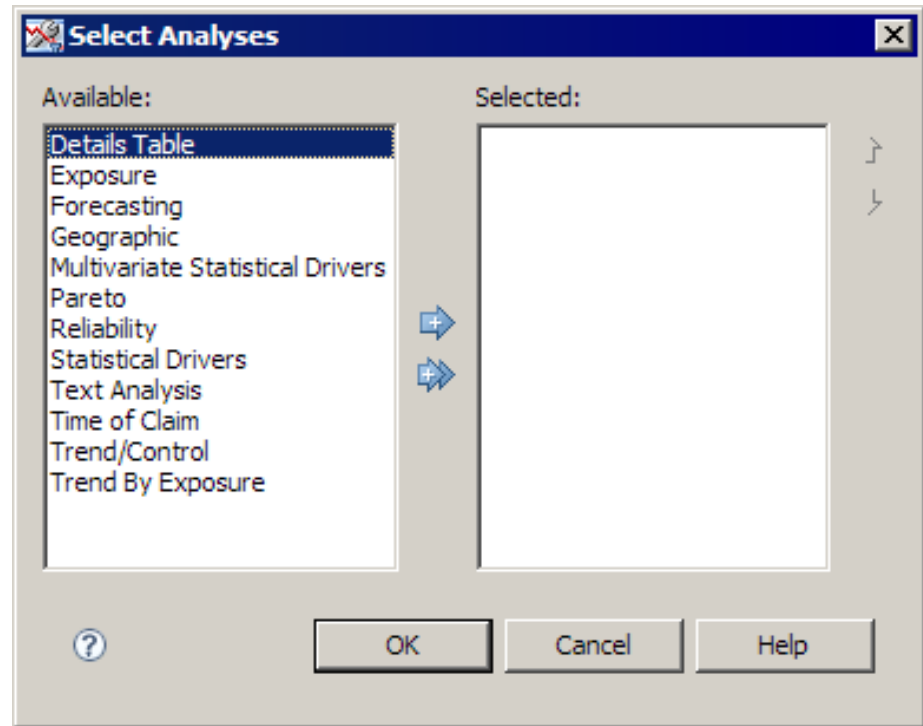 Select Analyses
Available:
Selected:
Details Table
Exposure
Forecasting
Geographic
Multivariate Statistical Drivers
Pareto
Reliability
Statistical Drivers
Text Analysis
Time of Claim
Trend/Control
Trend By Exposure
?
OK
Cancel
Help